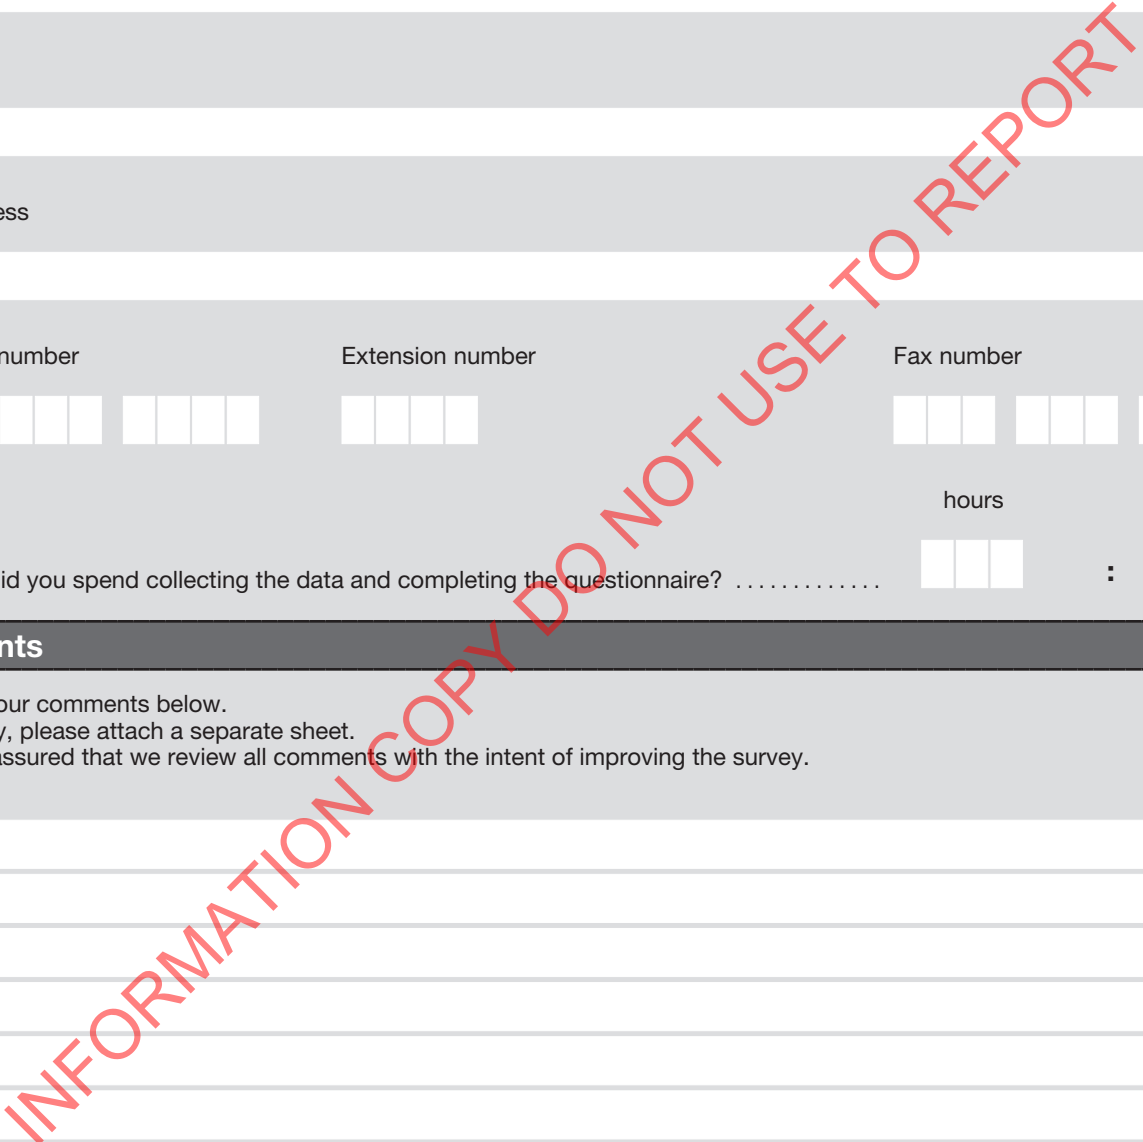 ess
number Extension number Fax number
hours
id you spend collecting the data and completing the questionnaire? .............
:
nts
our comments below.
y, please attach a separate sheet.
assured that we review all comments with the intent of improving the survey.
INFORMATION COPY DO NOT USE TO REPORT